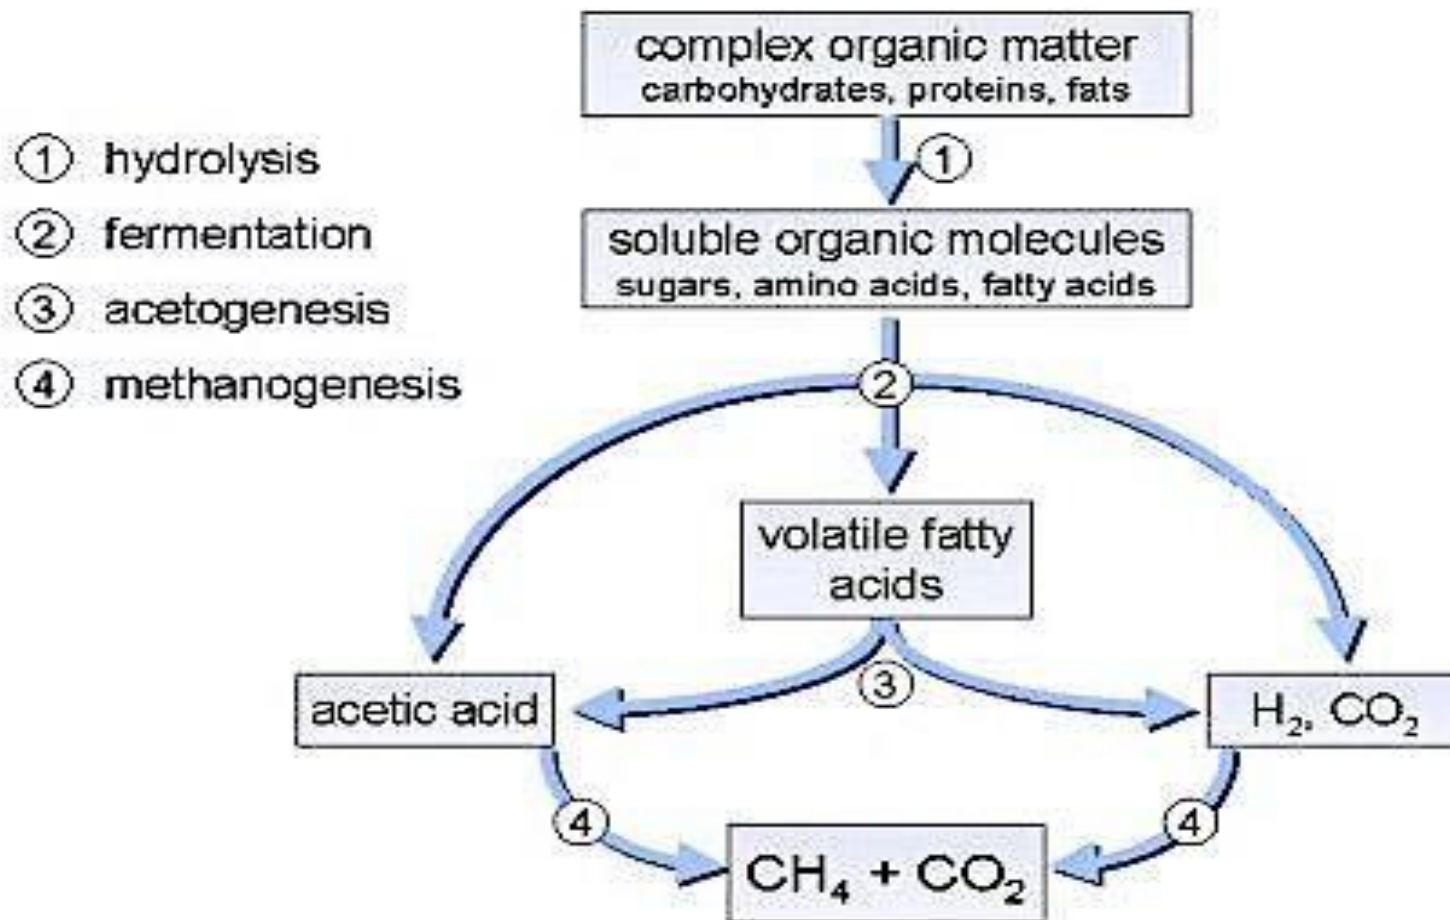 complex organic matter
carbohydrates, proteins, fats
① hydrolysis
② fermentation
③ acetogenesis
④ methanogenesis
①
soluble organic molecules
sugars, amino acids, fatty acids
②
volatile fatty
acids
③
acetic acid
H₂, CO₂
④
④
CH₄ + CO₂